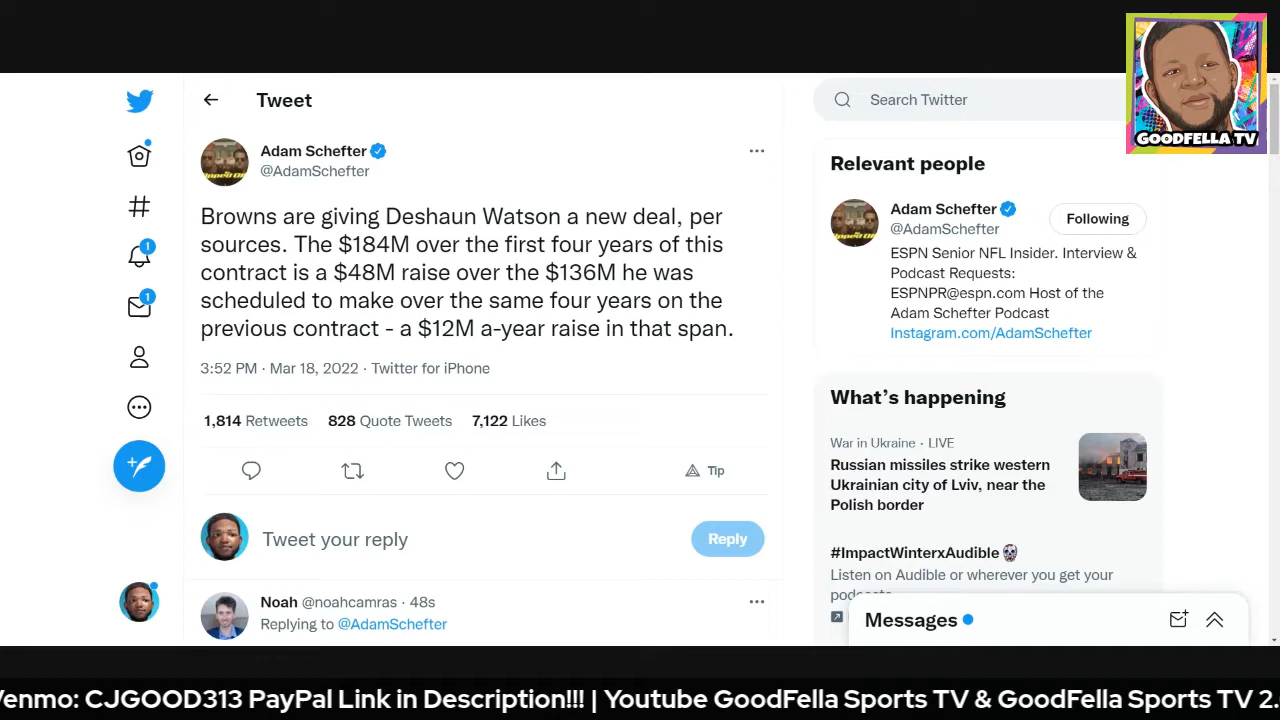 GOODFELLA TV
Tweet
Search Twitter
Adam Schefter
@AdamSchefter
Browns are giving Deshaun Watson a new deal, per
sources. The $184M over the first four years of this
contract is a $48M raise over the $136M he was
scheduled to make over the same four years on the
previous contract - a $12M a-year raise in that span.
3:52 PM · Mar 18, 2022 · Twitter for iPhone
1,814 Retweets 828 Quote Tweets 7,122 Likes
Tip
Tweet your reply
Reply
Noah @noahcamras · 48s
Replying to @AdamSchefter
1
1
Relevant people
Adam Schefter
@AdamSchefter
Following
ESPN Senior NFL Insider. Interview &
Podcast Requests:
ESPNPR@espn.com Host of the
Adam Schefter Podcast
Instagram.com/AdamSchefter
What's happening
War in Ukraine · LIVE
Russian missiles strike western
Ukrainian city of Lviv, near the
Polish border
#ImpactWinterxAudible
Listen on Audible or wherever you get your
podcasts
Messages
Venmo: CJGOOD313 PayPal Link in Description!!! | Youtube GoodFella Sports TV & GoodFella Sports TV 2.